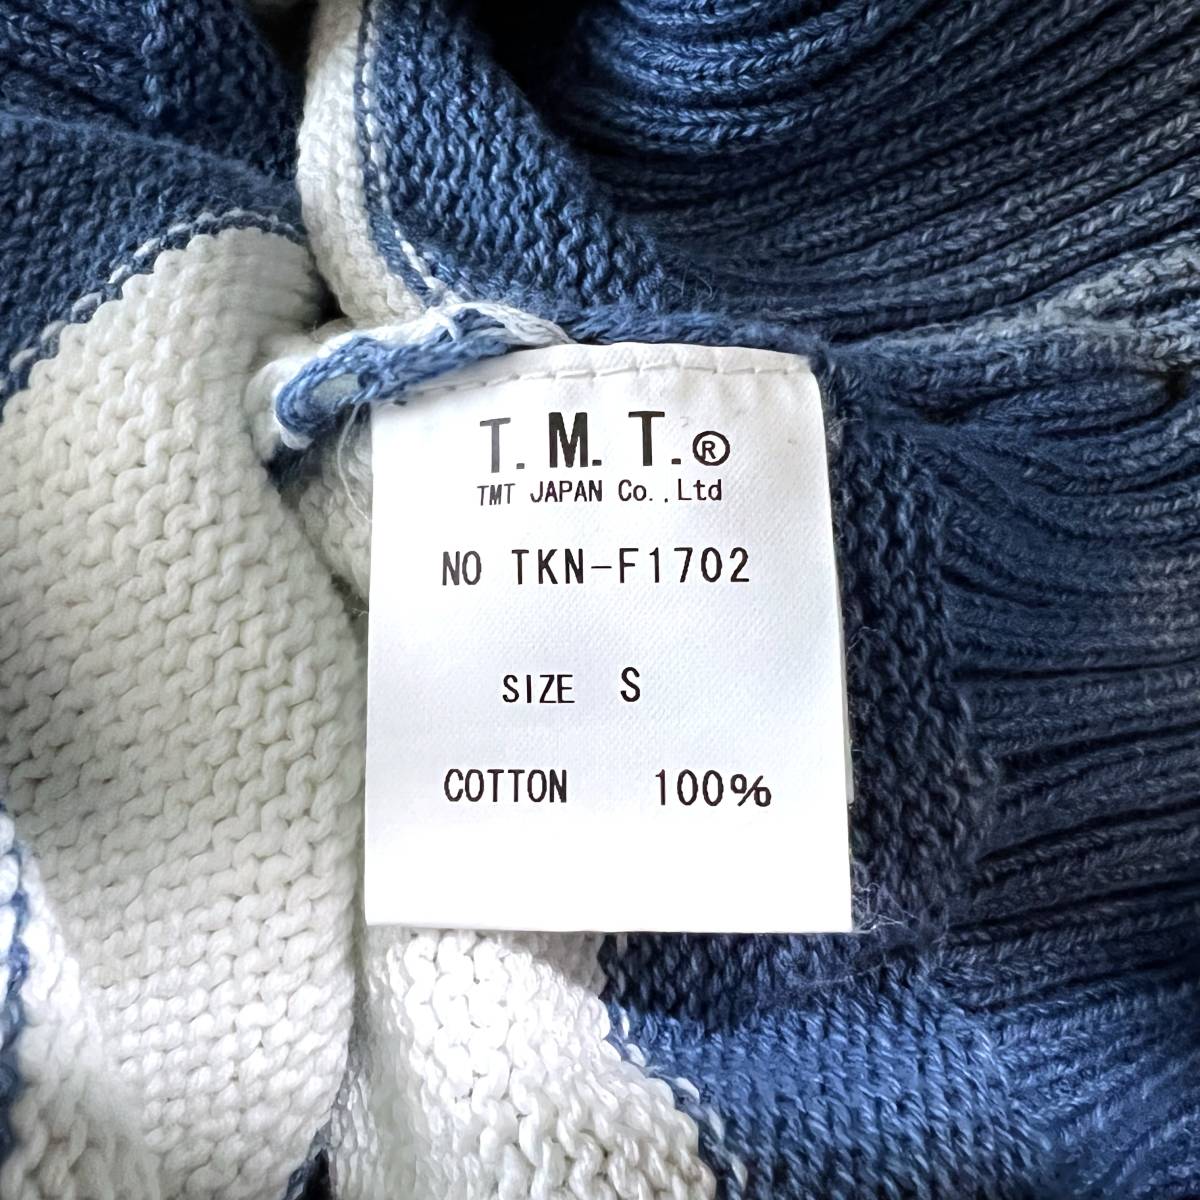 T.M.T.®
TMT JAPAN Co.,Ltd
NO TKN-F1702
SIZE S
COTTON 100%